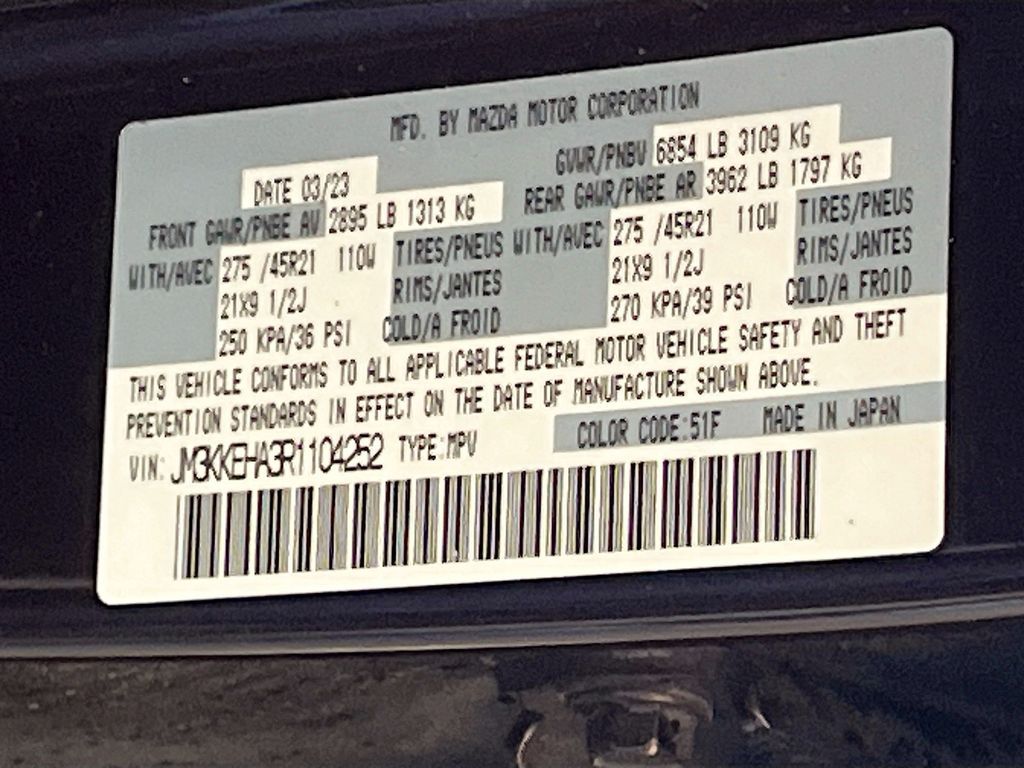 MFD. BY MAZDA MOTOR CORPORATION
DATE 03/23
GVWR/PNBV 6854 LB 3109 KG
FRONT GAWR/PNBE AV 2895 LB 1313 KG
REAR GAWR/PNBE AR 3962 LB 1797 KG
WITH/AVEC 275 /45R21 110W TIRES/PNEUS
WITH/AVEC 275 /45R21 110W TIRES/PNEUS
21X9 1/2J RIMS/JANTES
21X9 1/2J RIMS/JANTES
250 KPA/36 PSI COLD/A FROID
270 KPA/39 PSI COLD/A FROID
THIS VEHICLE CONFORMS TO ALL APPLICABLE FEDERAL MOTOR VEHICLE SAFETY AND THEFT
PREVENTION STANDARDS IN EFFECT ON THE DATE OF MANUFACTURE SHOWN ABOVE.
VIN: JM3KKEHA3R1104252 TYPE:MPV
COLOR CODE:51F MADE IN JAPAN